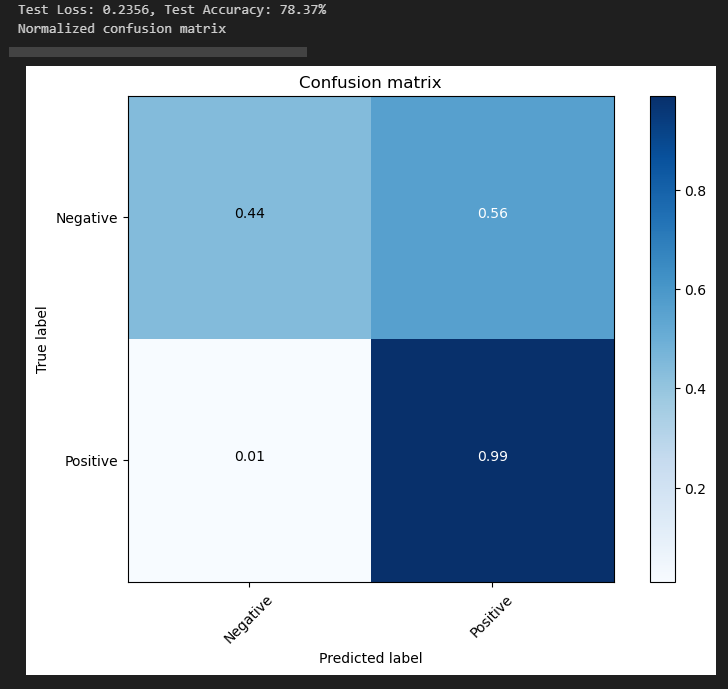 Test Loss: 0.2356, Test Accuracy: 78.37%
Normalized confusion matrix
Confusion matrix
Negative 0.44 0.56
Positive 0.01 0.99
Negative Positive
Predicted label
True label
0.8
0.6
0.4
0.2